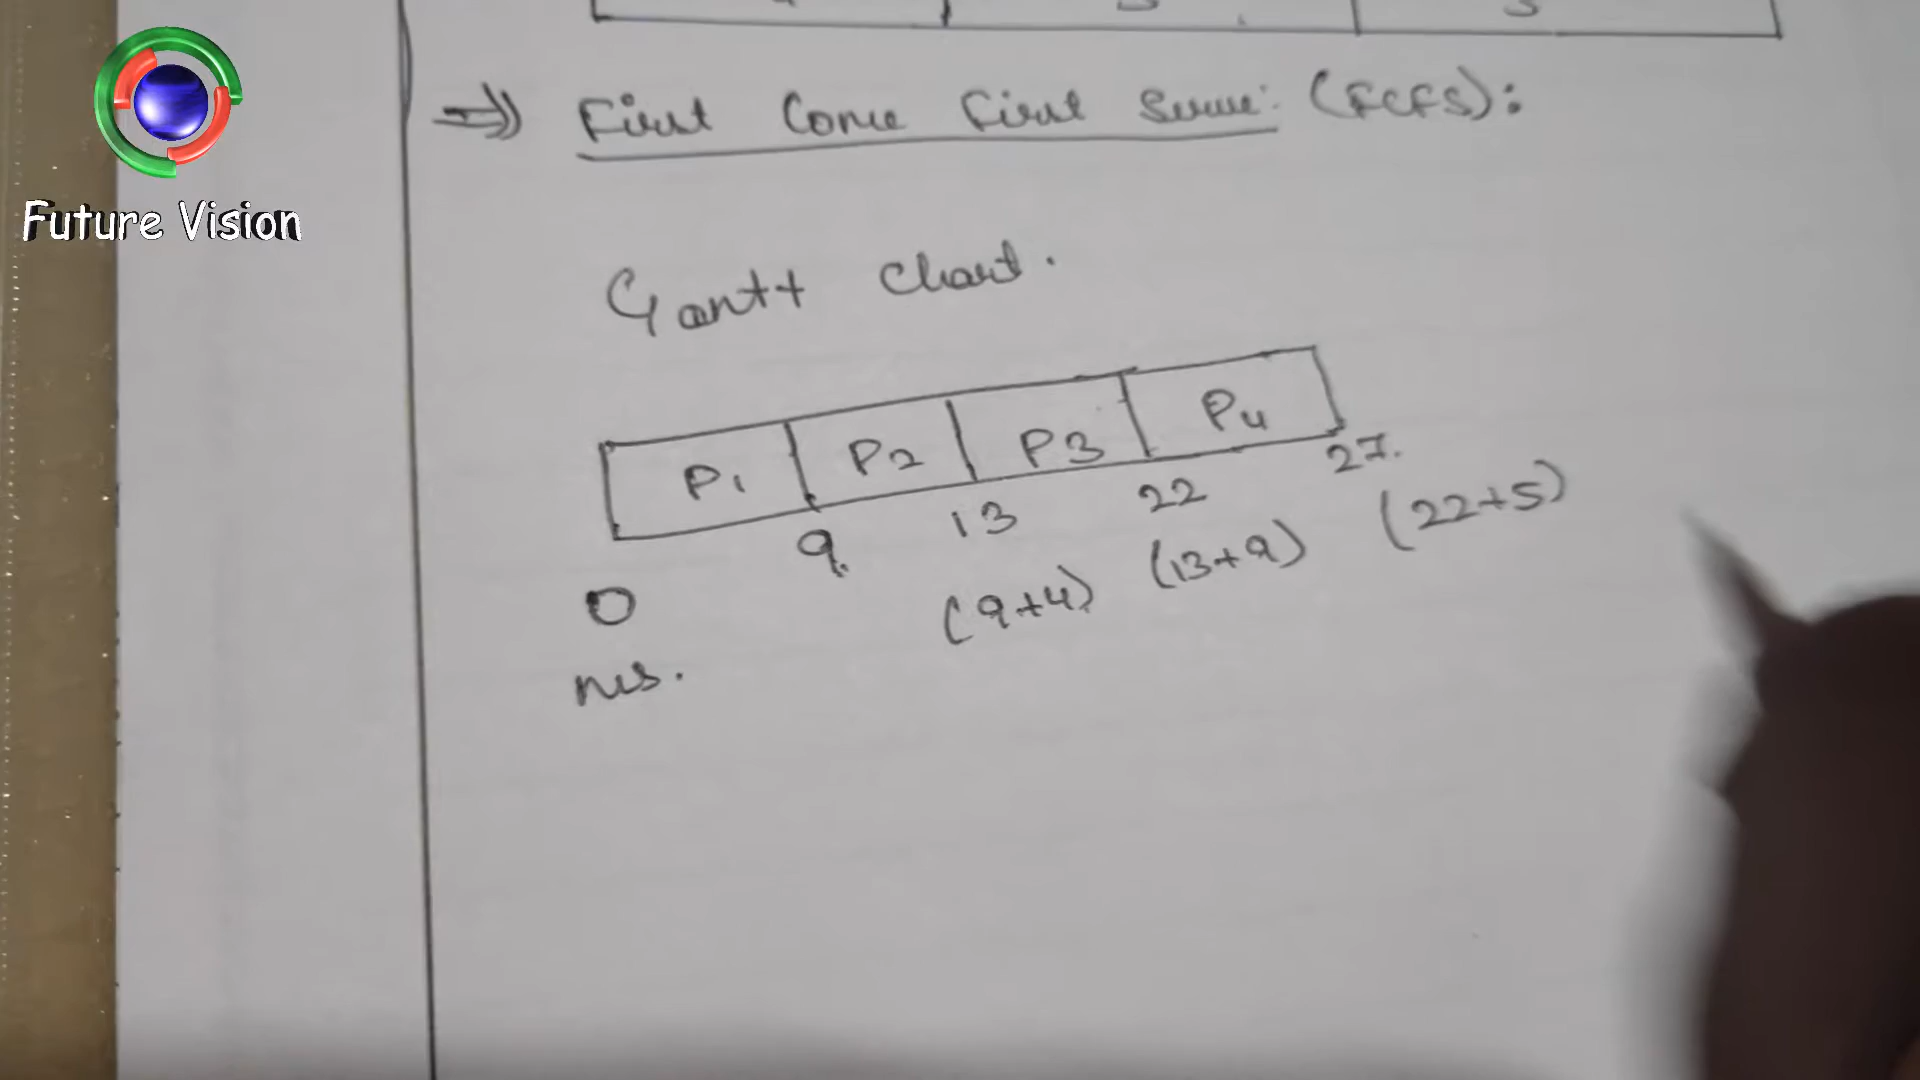 Future Vision
=> First Come First Serve: (FCFS):
Gantt Chart.
P1 P2 P3 P4
0 9. 13 22 27.
(9+4) (13+9) (22+5)
ms.